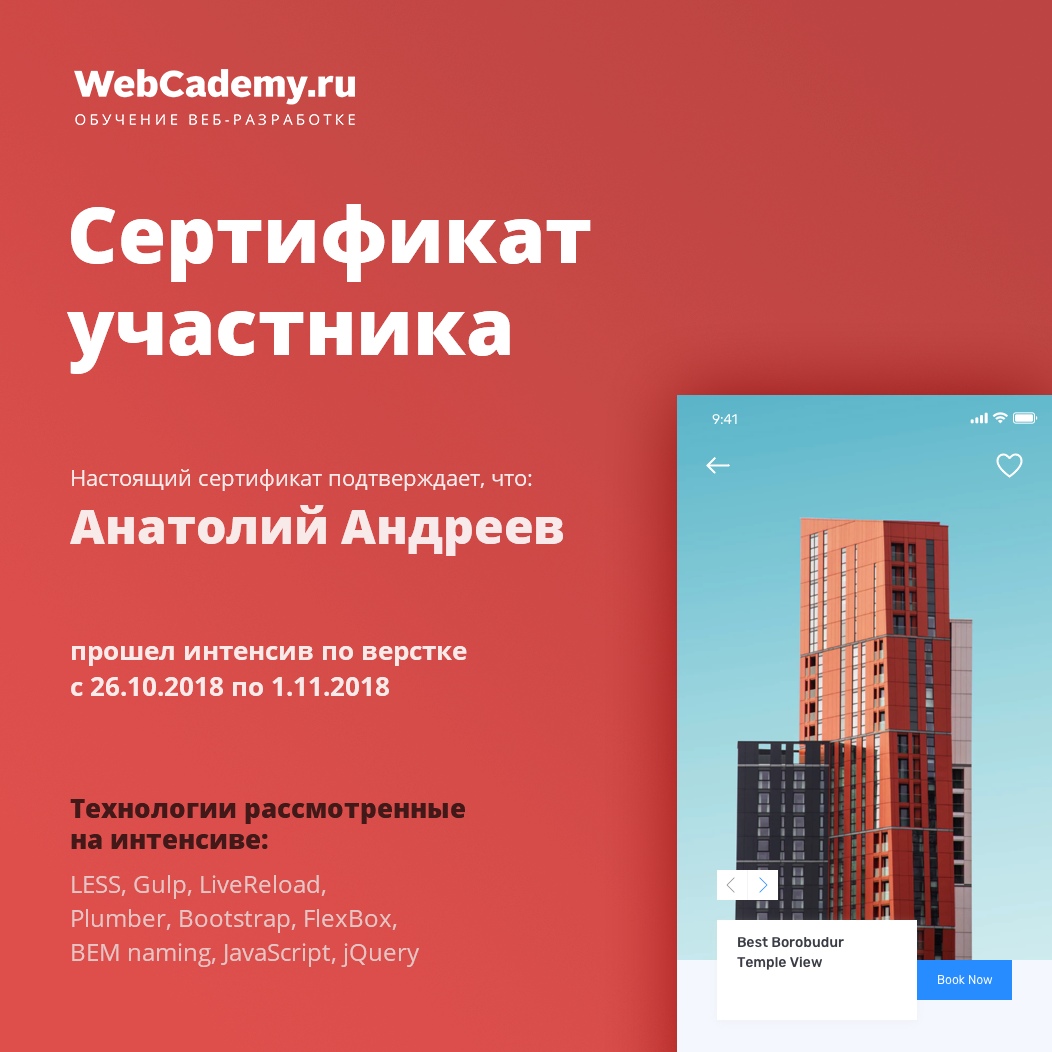 WebCademy.ru
ОБУЧЕНИЕ ВЕБ-РАЗРАБОТКЕ
Сертификат
участника
Настоящий сертификат подтверждает, что:
Анатолий Андреев
прошел интенсив по верстке
с 26.10.2018 по 1.11.2018
Технологии рассмотренные
на интенсиве:
LESS, Gulp, LiveReload,
Plumber, Bootstrap, FlexBox,
BEM naming, JavaScript, jQuery
9:41
Best Borobudur
Temple View
Book Now